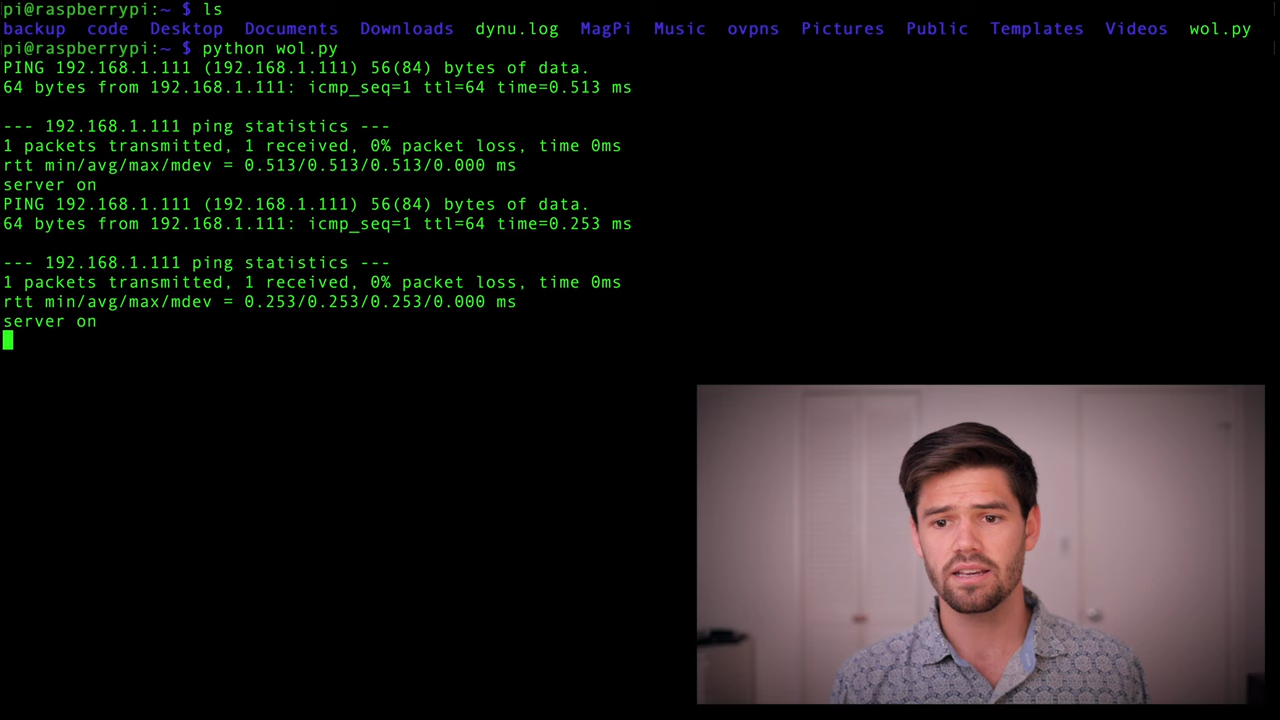 pi@raspberrypi:~ $ ls
backup code Desktop Documents Downloads dynu.log MagPi Music ovpns Pictures Public Templates Videos wol.py
pi@raspberrypi:~ $ python wol.py
PING 192.168.1.111 (192.168.1.111) 56(84) bytes of data.
64 bytes from 192.168.1.111: icmp_seq=1 ttl=64 time=0.513 ms
--- 192.168.1.111 ping statistics ---
1 packets transmitted, 1 received, 0% packet loss, time 0ms
rtt min/avg/max/mdev = 0.513/0.513/0.513/0.000 ms
server on
PING 192.168.1.111 (192.168.1.111) 56(84) bytes of data.
64 bytes from 192.168.1.111: icmp_seq=1 ttl=64 time=0.253 ms
--- 192.168.1.111 ping statistics ---
1 packets transmitted, 1 received, 0% packet loss, time 0ms
rtt min/avg/max/mdev = 0.253/0.253/0.253/0.000 ms
server on